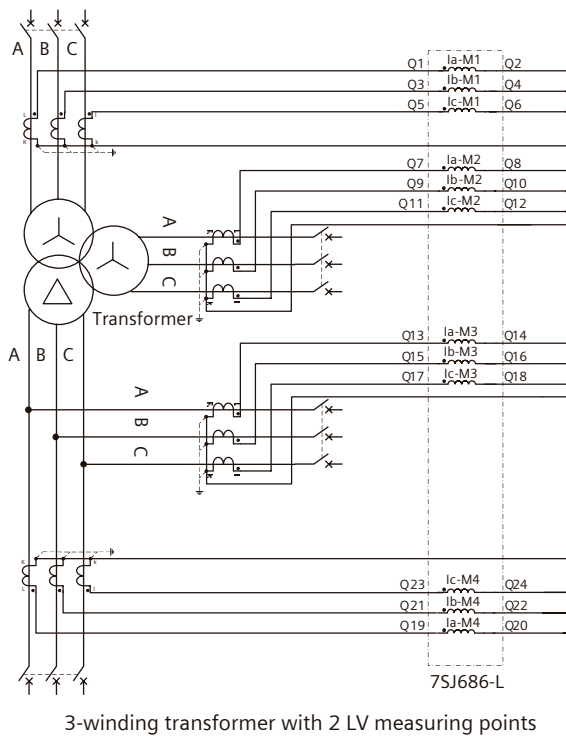 A B C
Q1 Ia-M1 Q2
Q3 Ib-M1 Q4
Q5 Ic-M1 Q6
L l
K k
Q7 Ia-M2 Q8
Q9 Ib-M2 Q10
Q11 Ic-M2 Q12
A
B
C
Transformer
A B C
Q13 Ia-M3 Q14
Q15 Ib-M3 Q16
Q17 Ic-M3 Q18
A
B
C
K k
L l
Q23 Ic-M4 Q24
Q21 Ib-M4 Q22
Q19 Ia-M4 Q20
7SJ686-L
3-winding transformer with 2 LV measuring points